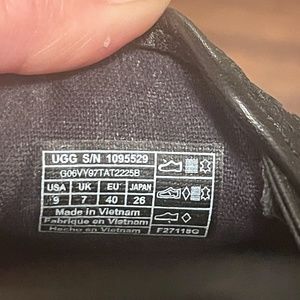 UGG S/N 1095529
G06VY97TAT2225B
USA UK EU JAPAN
9 7 40 26
Made in Vietnam
Fabriqué en Vietnam
Hecho en Vietnam
F27118G